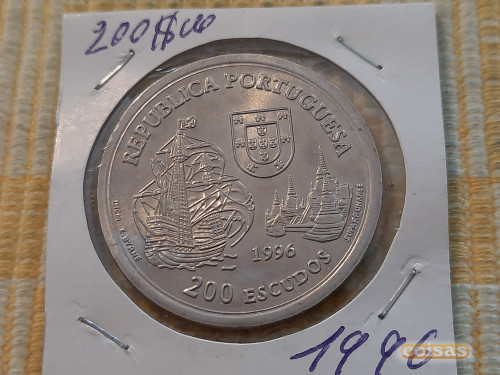 200$00
REPUBLICA PORTUGUESA
1996
200 ESCUDOS
1996
coisas